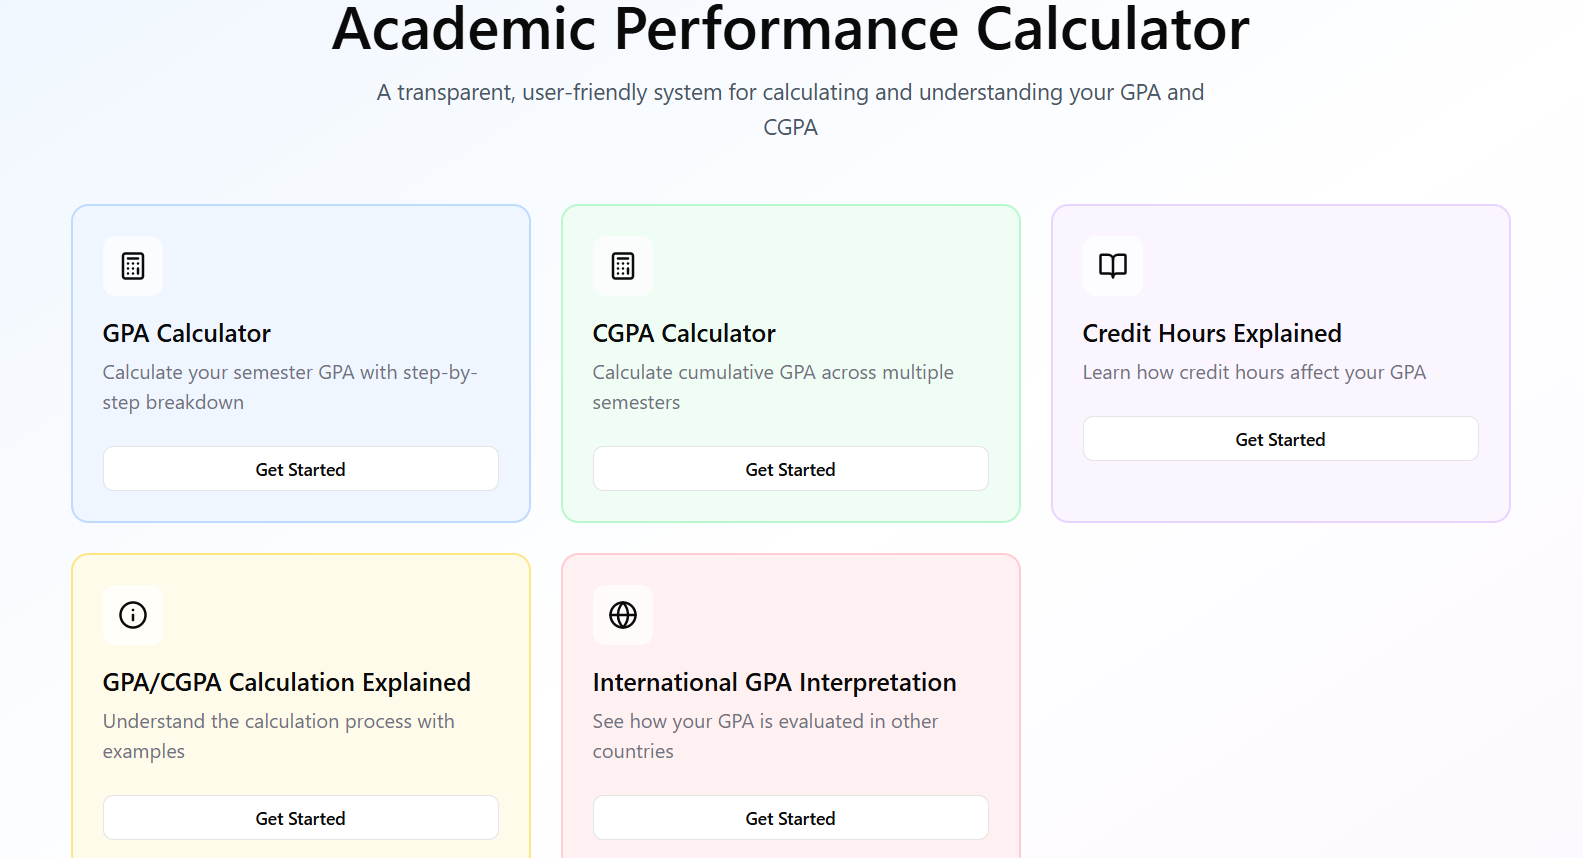 Academic Performance Calculator
A transparent, user-friendly system for calculating and understanding your GPA and
CGPA
GPA Calculator
Calculate your semester GPA with step-by-
step breakdown
Get Started
CGPA Calculator
Calculate cumulative GPA across multiple
semesters
Get Started
Credit Hours Explained
Learn how credit hours affect your GPA
Get Started
GPA/CGPA Calculation Explained
Understand the calculation process with
examples
Get Started
International GPA Interpretation
See how your GPA is evaluated in other
countries
Get Started